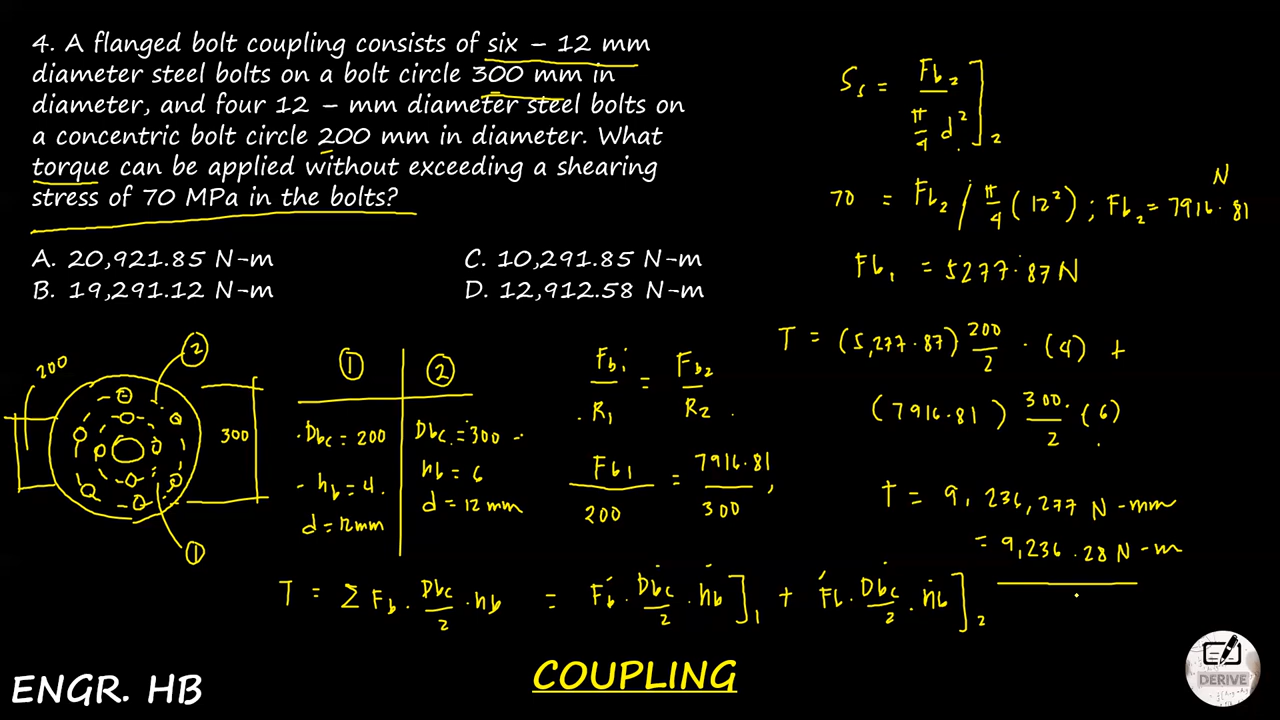 4. A flanged bolt coupling consists of six – 12 mm
diameter steel bolts on a bolt circle 300 mm in
diameter, and four 12 – mm diameter steel bolts on
a concentric bolt circle 200 mm in diameter. What
torque can be applied without exceeding a shearing
stress of 70 MPa in the bolts?
A. 20,921.85 N-m
C. 10,291.85 N-m
B. 19,291.12 N-m
D. 12,912.58 N-m
Ss = Fb2 / π/4 d²]2
70 = Fb2 / π/4 (12²) ; Fb2 = 7916.81 N
Fb1 = 5277.87 N
T = (5,277.87) 200/2 · (4) +
(7916.81) 300/2 · (6)
T = 9,236,277 N-mm
= 9,236.28 N-m
200
2
300
1
1 2
Dbc = 200 Dbc = 300
nb = 4 nb = 6
d = 12mm d = 12 mm
Fb1/R1 = Fb2/R2
Fb1/200 = 7916.81/300 ,
T = Σ Fb · Dbc/2 · nb = Fb · Dbc/2 · nb]1 + Fb · Dbc/2 · nb]2
ENGR. HB
COUPLING
DERIVE